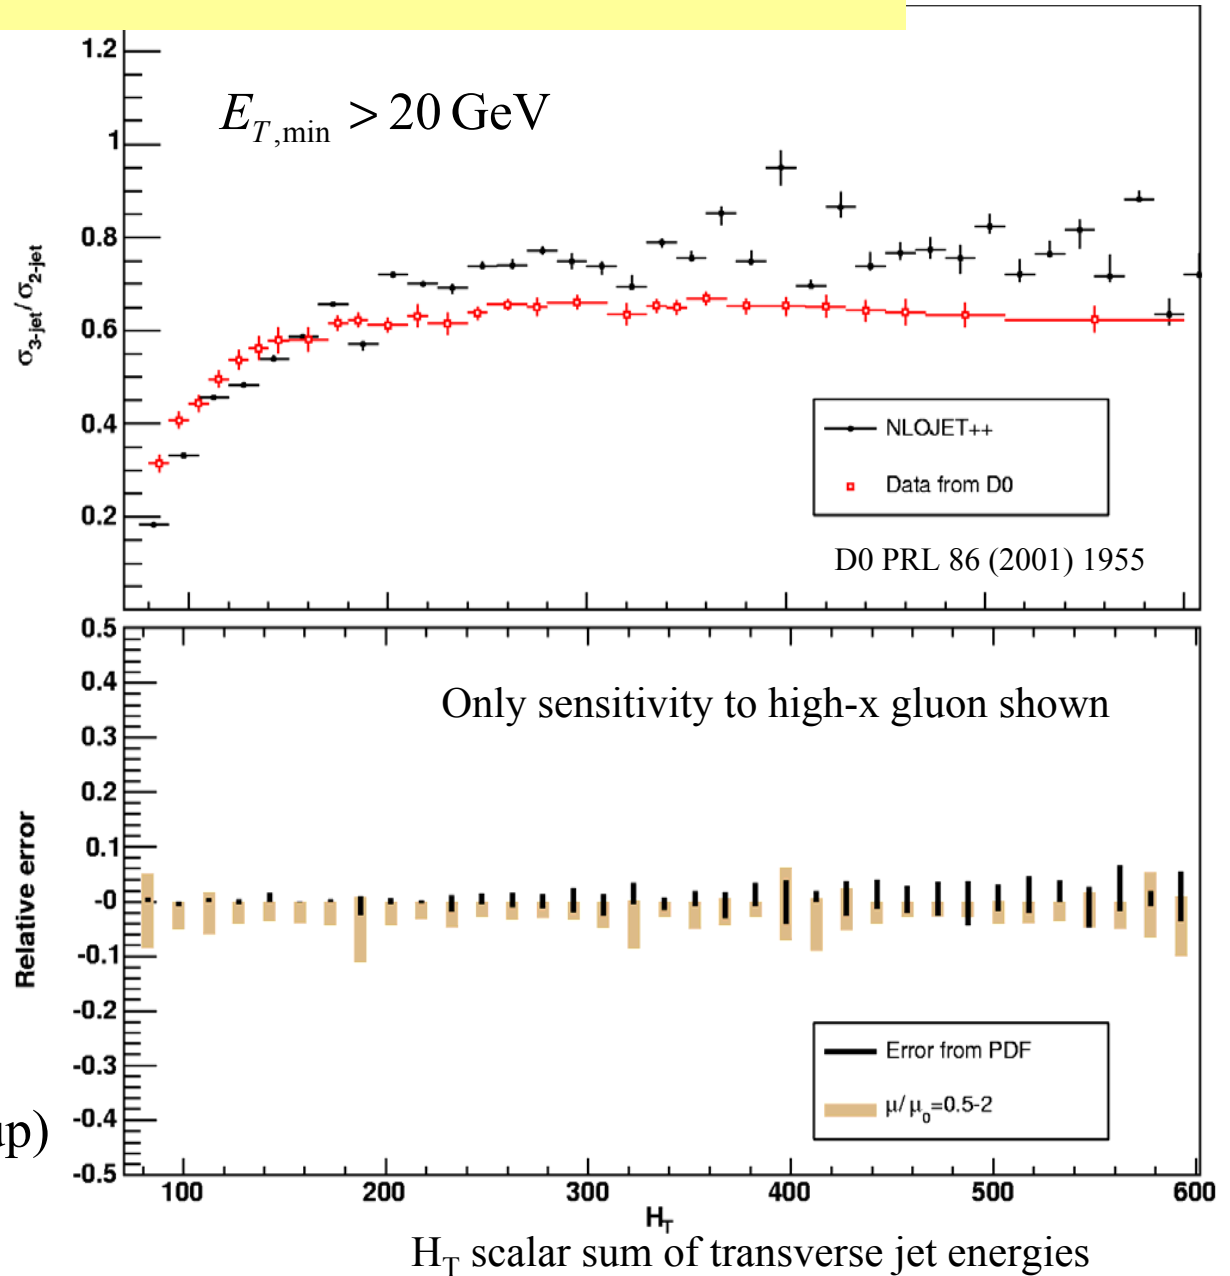 1.2
1
0.8
0.6
0.4
0.2
σ3-jet/σ2-jet
E_T,min > 20 GeV
NLOJET++
Data from D0
D0 PRL 86 (2001) 1955
0.5
0.4
0.3
0.2
0.1
-0
-0.1
-0.2
-0.3
-0.4
-0.5
Relative error
Only sensitivity to high-x gluon shown
Error from PDF
μ/μ0=0.5-2
up)
100 200 300 400 500 600
HT
HT scalar sum of transverse jet energies